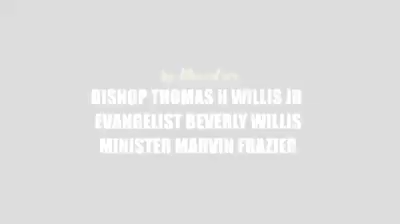 BISHOP THOMAS H WILLIS JR
EVANGELIST BEVERLY WILLIS
MINISTER MARVIN FRAZIER